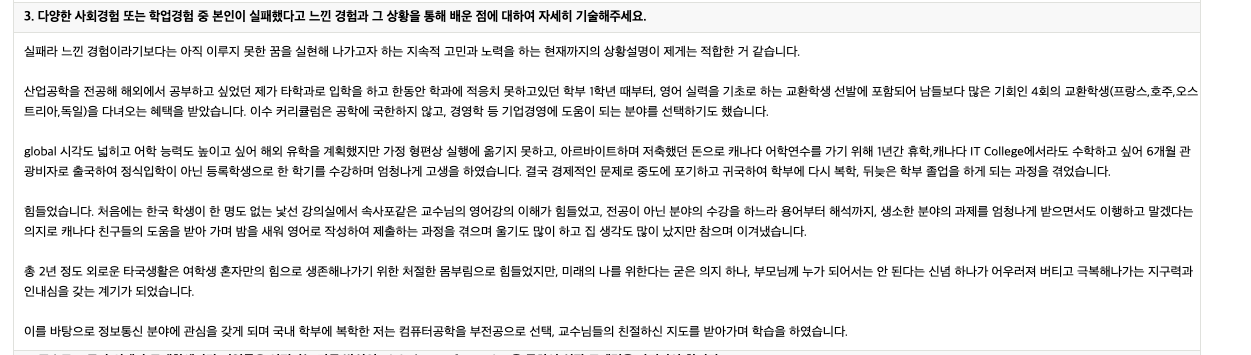 3. 다양한 사회경험 또는 학업경험 중 본인이 실패했다고 느낀 경험과 그 상황을 통해 배운 점에 대하여 자세히 기술해주세요.
실패라 느낀 경험이라기보다는 아직 이루지 못한 꿈을 실현해 나가고자 하는 지속적 고민과 노력을 하는 현재까지의 상황설명이 제게는 적합한 거 같습니다.
산업공학을 전공해 해외에서 공부하고 싶었던 제가 타학과로 입학을 하고 한동안 학과에 적응치 못하고있던 학부 1학년 때부터, 영어 실력을 기초로 하는 교환학생 선발에 포함되어 남들보다 많은 기회인 4회의 교환학생(프랑스,호주,오스
트리아,독일)을 다녀오는 혜택을 받았습니다. 이수 커리큘럼은 공학에 국한하지 않고, 경영학 등 기업경영에 도움이 되는 분야를 선택하기도 했습니다.
global 시각도 넓히고 어학 능력도 높이고 싶어 해외 유학을 계획했지만 가정 형편상 실행에 옮기지 못하고, 아르바이트하며 저축했던 돈으로 캐나다 어학연수를 가기 위해 1년간 휴학,캐나다 IT College에서라도 수학하고 싶어 6개월 관
광비자로 출국하여 정식입학이 아닌 등록학생으로 한 학기를 수강하며 엄청나게 고생을 하였습니다. 결국 경제적인 문제로 중도에 포기하고 귀국하여 학부에 다시 복학, 뒤늦은 학부 졸업을 하게 되는 과정을 겪었습니다.
힘들었습니다. 처음에는 한국 학생이 한 명도 없는 낯선 강의실에서 속사포같은 교수님의 영어강의 이해가 힘들었고, 전공이 아닌 분야의 수강을 하느라 용어부터 해석까지, 생소한 분야의 과제를 엄청나게 받으면서도 이행하고 말겠다는
의지로 캐나다 친구들의 도움을 받아 가며 밤을 새워 영어로 작성하여 제출하는 과정을 겪으며 울기도 많이 하고 집 생각도 많이 났지만 참으며 이겨냈습니다.
총 2년 정도 외로운 타국생활은 여학생 혼자만의 힘으로 생존해나가기 위한 처절한 몸부림으로 힘들었지만, 미래의 나를 위한다는 굳은 의지 하나, 부모님께 누가 되어서는 안 된다는 신념 하나가 어우러져 버티고 극복해나가는 지구력과
인내심을 갖는 계기가 되었습니다.
이를 바탕으로 정보통신 분야에 관심을 갖게 되며 국내 학부에 복학한 저는 컴퓨터공학을 부전공으로 선택, 교수님들의 친절하신 지도를 받아가며 학습을 하였습니다.